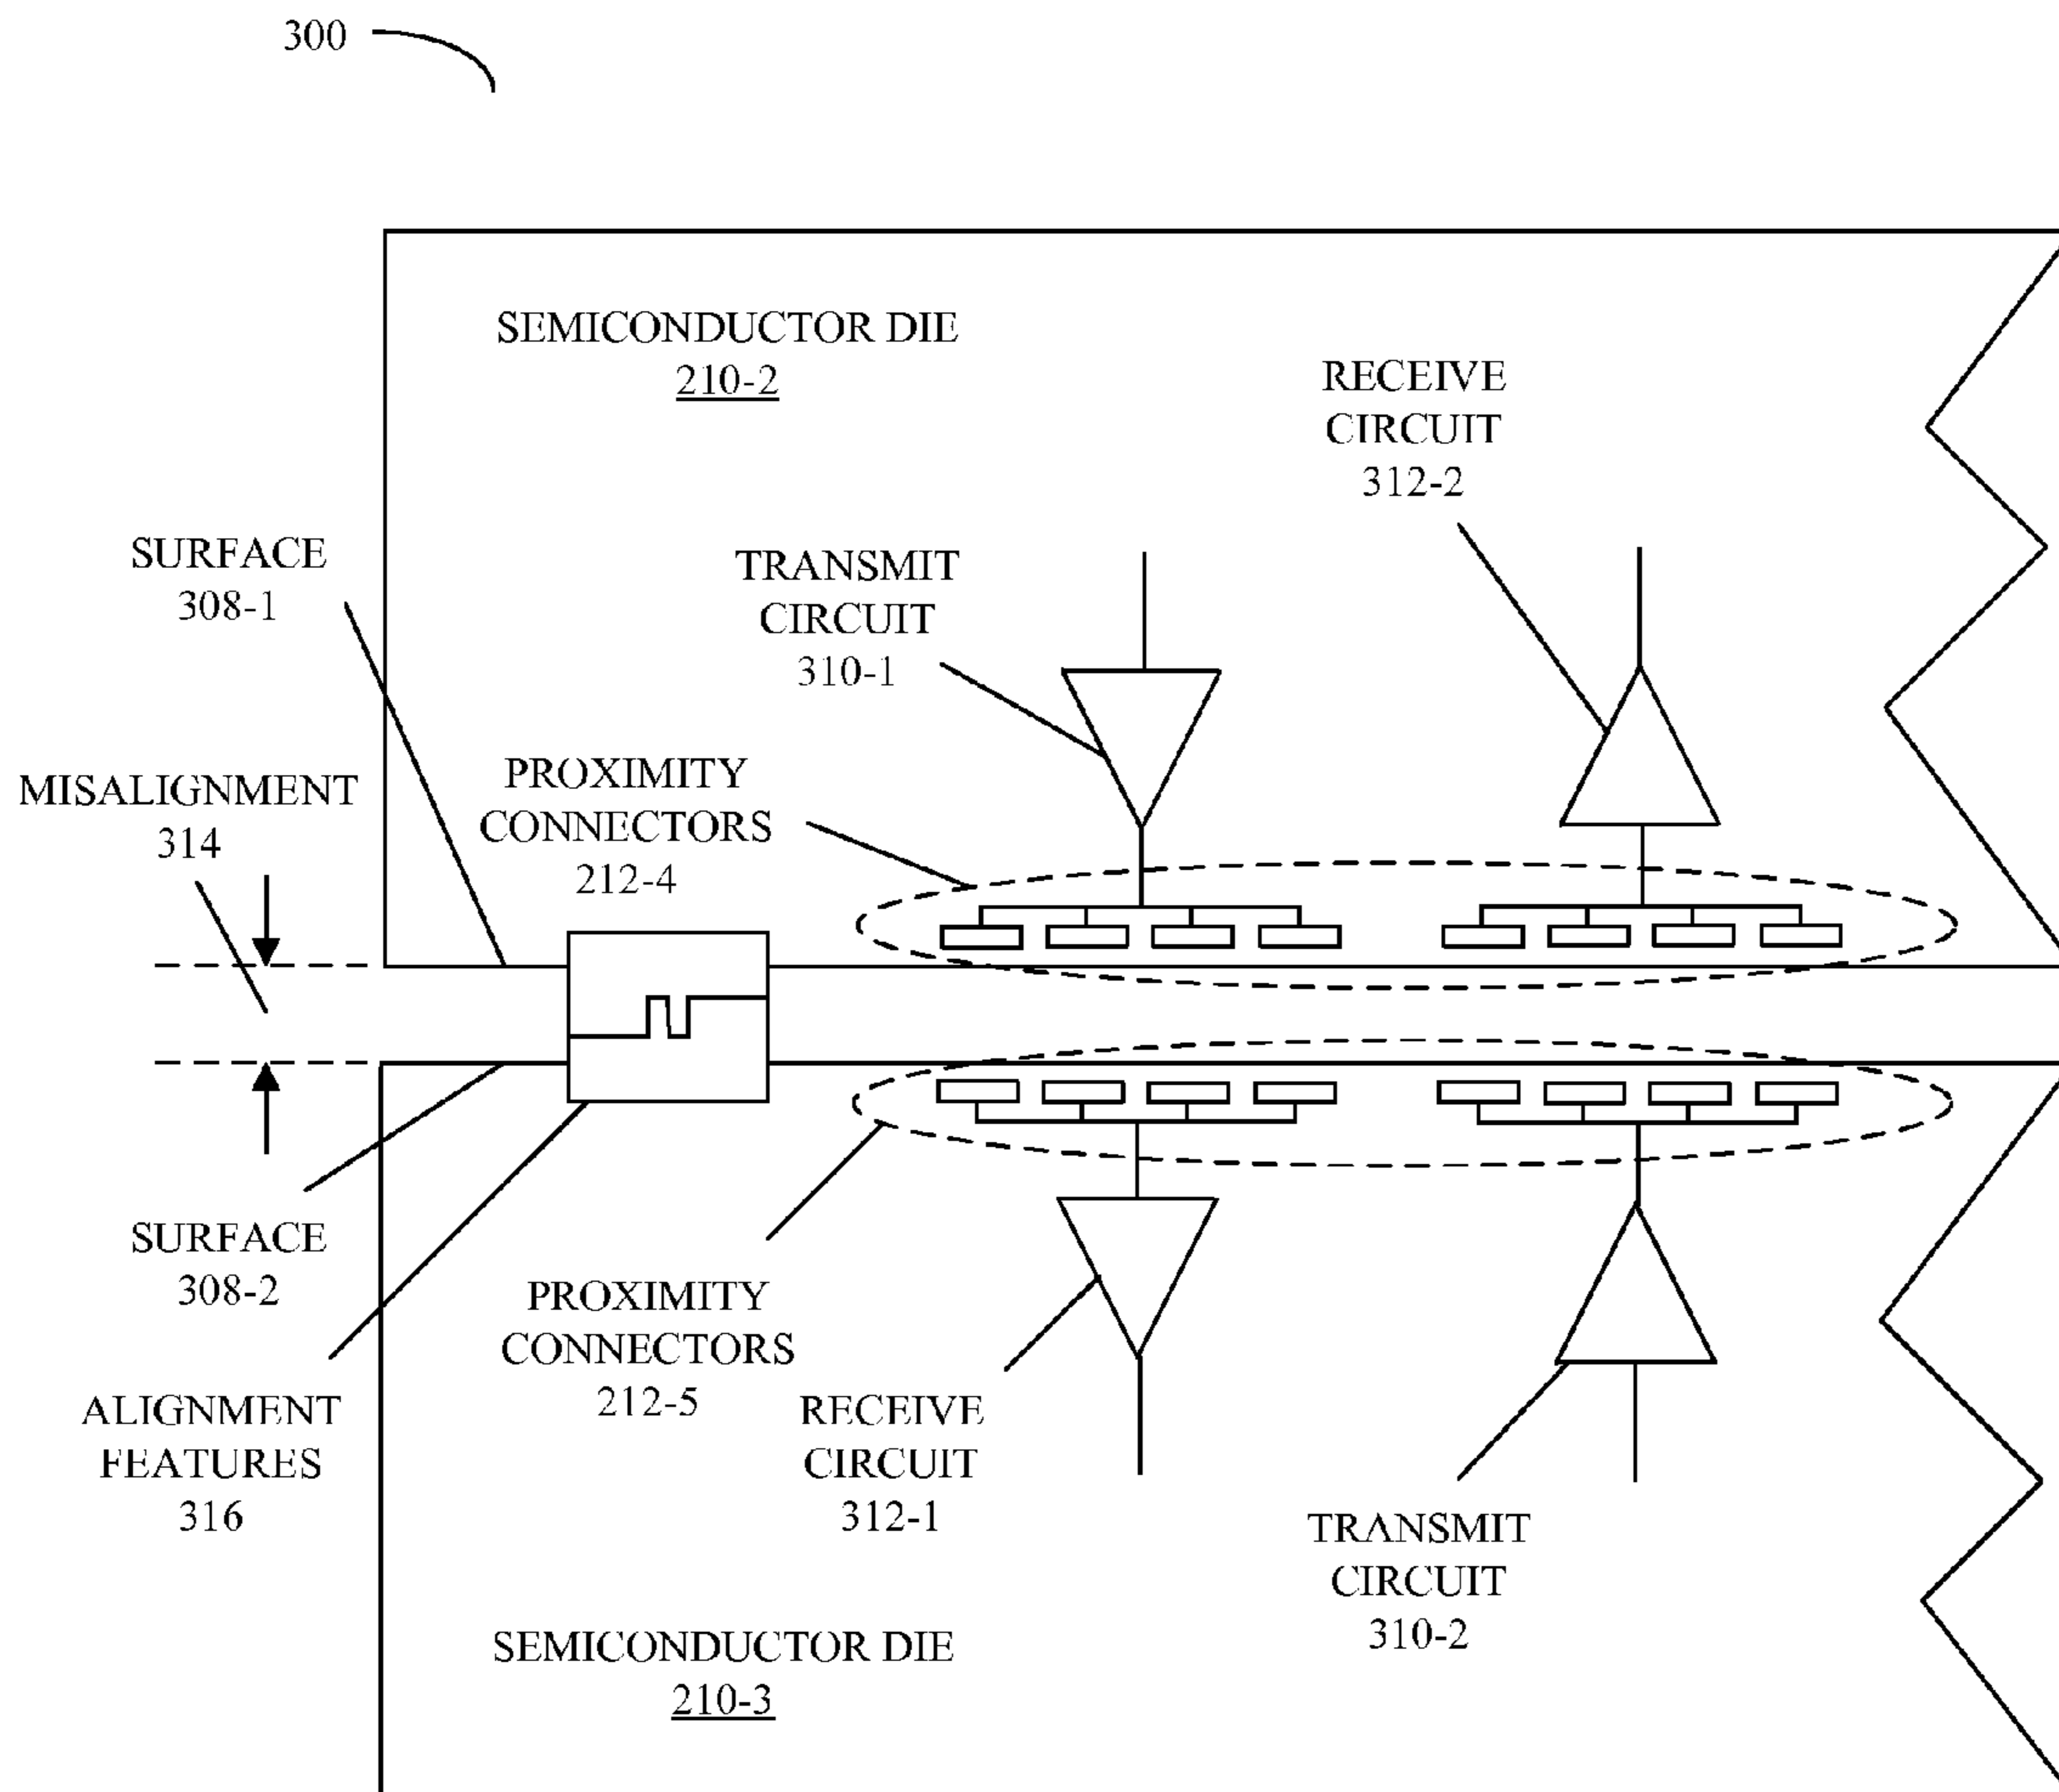 300
SEMICONDUCTOR DIE
210-2
RECEIVE
CIRCUIT
312-2
SURFACE
308-1
TRANSMIT
CIRCUIT
310-1
MISALIGNMENT
314
PROXIMITY
CONNECTORS
212-4
SURFACE
308-2
PROXIMITY
CONNECTORS
212-5
ALIGNMENT
FEATURES
316
RECEIVE
CIRCUIT
312-1
TRANSMIT
CIRCUIT
310-2
SEMICONDUCTOR DIE
210-3